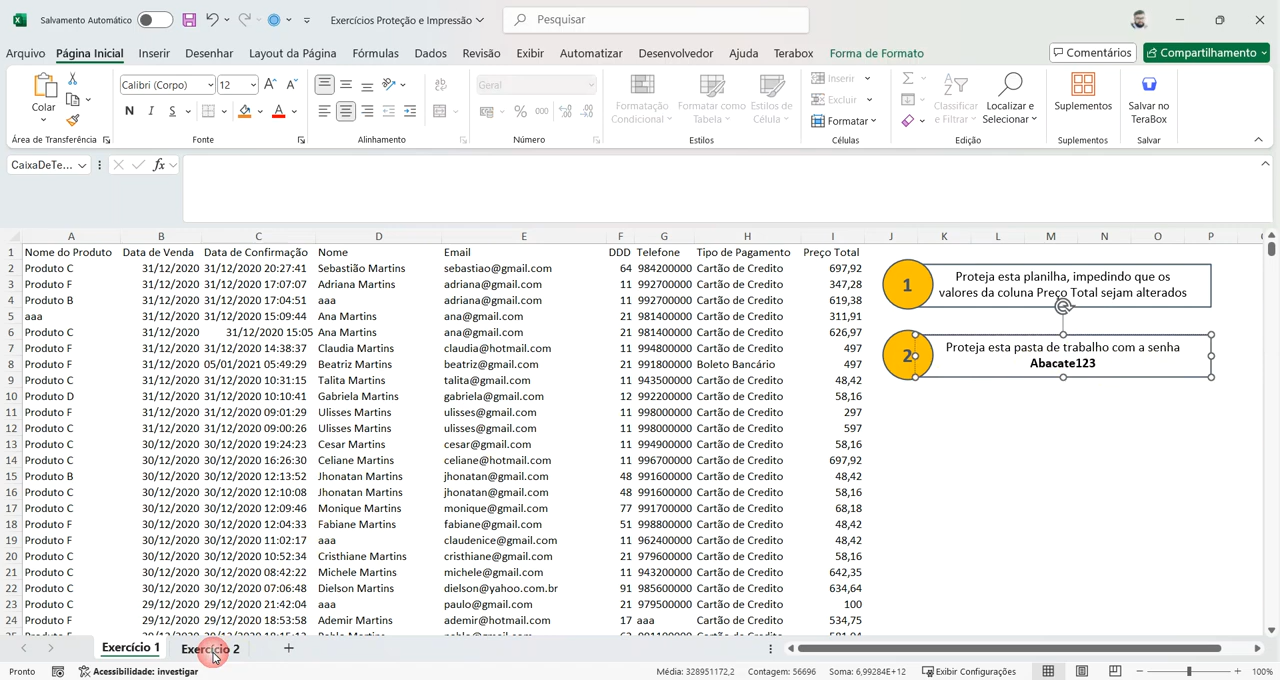 Salvamento Automático
Exercícios Proteção e Impressão
Pesquisar
Arquivo Página Inicial Inserir Desenhar Layout da Página Fórmulas Dados Revisão Exibir Automatizar Desenvolvedor Ajuda Terabox Forma de Formato
Comentários Compartilhamento
Colar
Área de Transferência
Calibri (Corpo) 12
N I S
Fonte
Alinhamento
Geral
% 000
Número
Formatação Condicional
Formatar como Tabela
Estilos de Célula
Estilos
Inserir
Excluir
Formatar
Células
Classificar e Filtrar
Localizar e Selecionar
Edição
Suplementos
Suplementos
Salvar no TeraBox
Salvar
CaixaDeTe... fx
A B C D E F G H I J K L M N O P
1 Nome do Produto Data de Venda Data de Confirmação Nome Email DDD Telefone Tipo de Pagamento Preço Total
2 Produto C 31/12/2020 31/12/2020 20:27:41 Sebastião Martins sebastiao@gmail.com 64 984200000 Cartão de Credito 697,92
3 Produto F 31/12/2020 31/12/2020 17:07:07 Adriana Martins adriana@gmail.com 11 992700000 Cartão de Credito 347,28
4 Produto B 31/12/2020 31/12/2020 17:04:51 aaa adriana@gmail.com 11 992700000 Cartão de Credito 619,38
5 aaa 31/12/2020 31/12/2020 15:09:44 Ana Martins ana@gmail.com 21 981400000 Cartão de Credito 311,91
6 Produto C 31/12/2020 31/12/2020 15:05 Ana Martins ana@gmail.com 21 981400000 Cartão de Credito 626,97
7 Produto F 31/12/2020 31/12/2020 14:38:37 Claudia Martins claudia@hotmail.com 11 994800000 Cartão de Credito 497
8 Produto F 31/12/2020 05:49:29 Beatriz Martins beatriz@gmail.com 21 991800000 Boleto Bancário 497
9 Produto C 31/12/2020 31/12/2020 10:31:15 Talita Martins talita@gmail.com 11 943500000 Cartão de Credito 48,42
10 Produto D 31/12/2020 31/12/2020 10:10:41 Gabriela Martins gabriela@gmail.com 12 992200000 Cartão de Credito 58,16
11 Produto F 31/12/2020 31/12/2020 09:01:29 Ulisses Martins ulisses@gmail.com 11 998000000 Cartão de Credito 297
12 Produto C 31/12/2020 31/12/2020 09:00:26 Ulisses Martins ulisses@gmail.com 11 998000000 Cartão de Credito 597
13 Produto C 30/12/2020 30/12/2020 19:24:23 Cesar Martins cesar@gmail.com 11 994900000 Cartão de Credito 58,16
14 Produto C 30/12/2020 30/12/2020 16:26:30 Celiane Martins celiane@hotmail.com 11 996700000 Cartão de Credito 697,92
15 Produto B 30/12/2020 30/12/2020 12:13:52 Jhonatan Martins jhonatan@gmail.com 48 991600000 Cartão de Credito 48,42
16 Produto C 30/12/2020 30/12/2020 12:10:08 Jhonatan Martins jhonatan@gmail.com 48 991600000 Cartão de Credito 58,16
17 Produto C 30/12/2020 30/12/2020 12:09:46 Monique Martins monique@gmail.com 77 991700000 Cartão de Credito 68,18
18 Produto F 30/12/2020 30/12/2020 12:04:33 Fabiane Martins fabiane@gmail.com 51 998800000 Cartão de Credito 48,42
19 Produto F 30/12/2020 30/12/2020 11:02:17 aaa claudenice@gmail.com 11 962400000 Cartão de Credito 48,42
20 Produto C 30/12/2020 30/12/2020 10:52:34 Cristhiane Martins cristhiane@gmail.com 21 979600000 Cartão de Credito 58,16
21 Produto C 30/12/2020 30/12/2020 08:42:22 Michele Martins michele@gmail.com 11 943200000 Cartão de Credito 642,35
22 Produto C 30/12/2020 30/12/2020 07:06:48 Dielson Martins dielson@yahoo.com.br 91 985600000 Cartão de Credito 634,64
23 Produto C 29/12/2020 29/12/2020 21:42:04 aaa paulo@gmail.com 21 979500000 Cartão de Credito 100
24 Produto F 29/12/2020 29/12/2020 18:53:58 Ademir Martins ademir@hotmail.com 17 aaa Cartão de Credito 534,75
1 Proteja esta planilha, impedindo que os
valores da coluna Preço Total sejam alterados
2 Proteja esta pasta de trabalho com a senha
Abacate123
Exercício 1 Exercício 2
Pronto Acessibilidade: investigar Média: 328951172,2 Contagem: 56696 Soma: 6,99284E+12 Exibir Configurações 100%